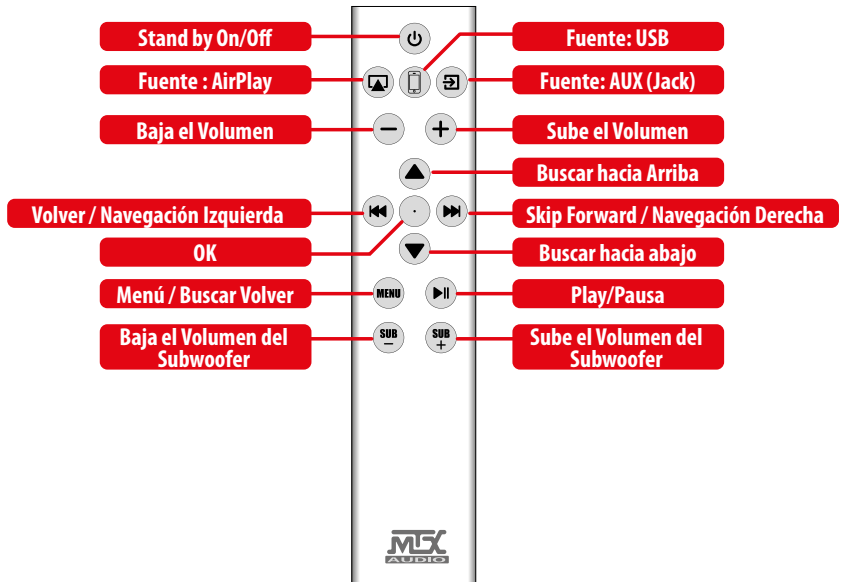 Stand by On/Off
Fuente: USB
Fuente : AirPlay
Fuente: AUX (Jack)
Baja el Volumen
Sube el Volumen
Buscar hacia Arriba
Volver / Navegación Izquierda
Skip Forward / Navegación Derecha
OK
Buscar hacia abajo
Menú / Buscar Volver
MENU
Play/Pausa
Baja el Volumen del
Subwoofer
SUB
−
SUB
+
Sube el Volumen del
Subwoofer
MTX
AUDIO